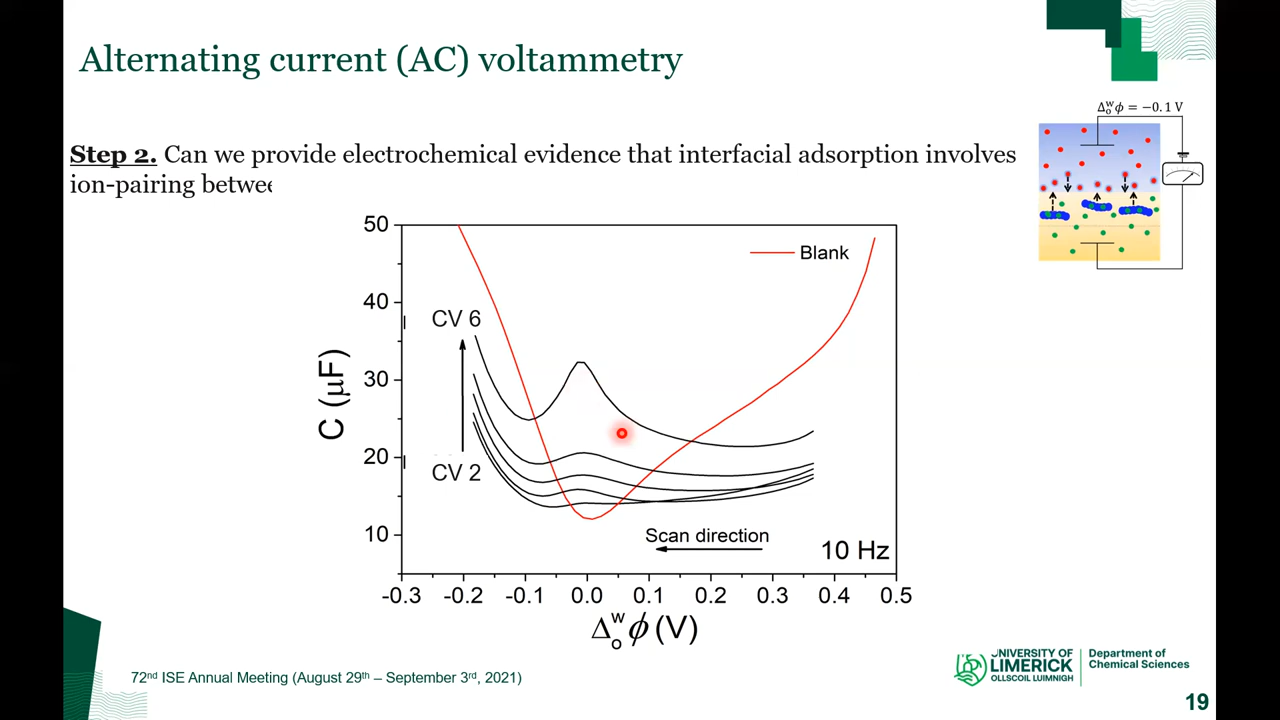 Alternating current (AC) voltammetry
Δowϕ = −0.1 V
Step 2. Can we provide electrochemical evidence that interfacial adsorption involves
ion-pairing
50
40
30
20
10
C (μF)
Blank
CV 6
CV 2
Scan direction
10 Hz
-0.3 -0.2 -0.1 0.0 0.1 0.2 0.3 0.4 0.5
Δowϕ (V)
72nd ISE Annual Meeting (August 29th – September 3rd, 2021)
UNIVERSITY OF
LIMERICK
OLLSCOIL LUIMNIGH
Department of
Chemical Sciences
19